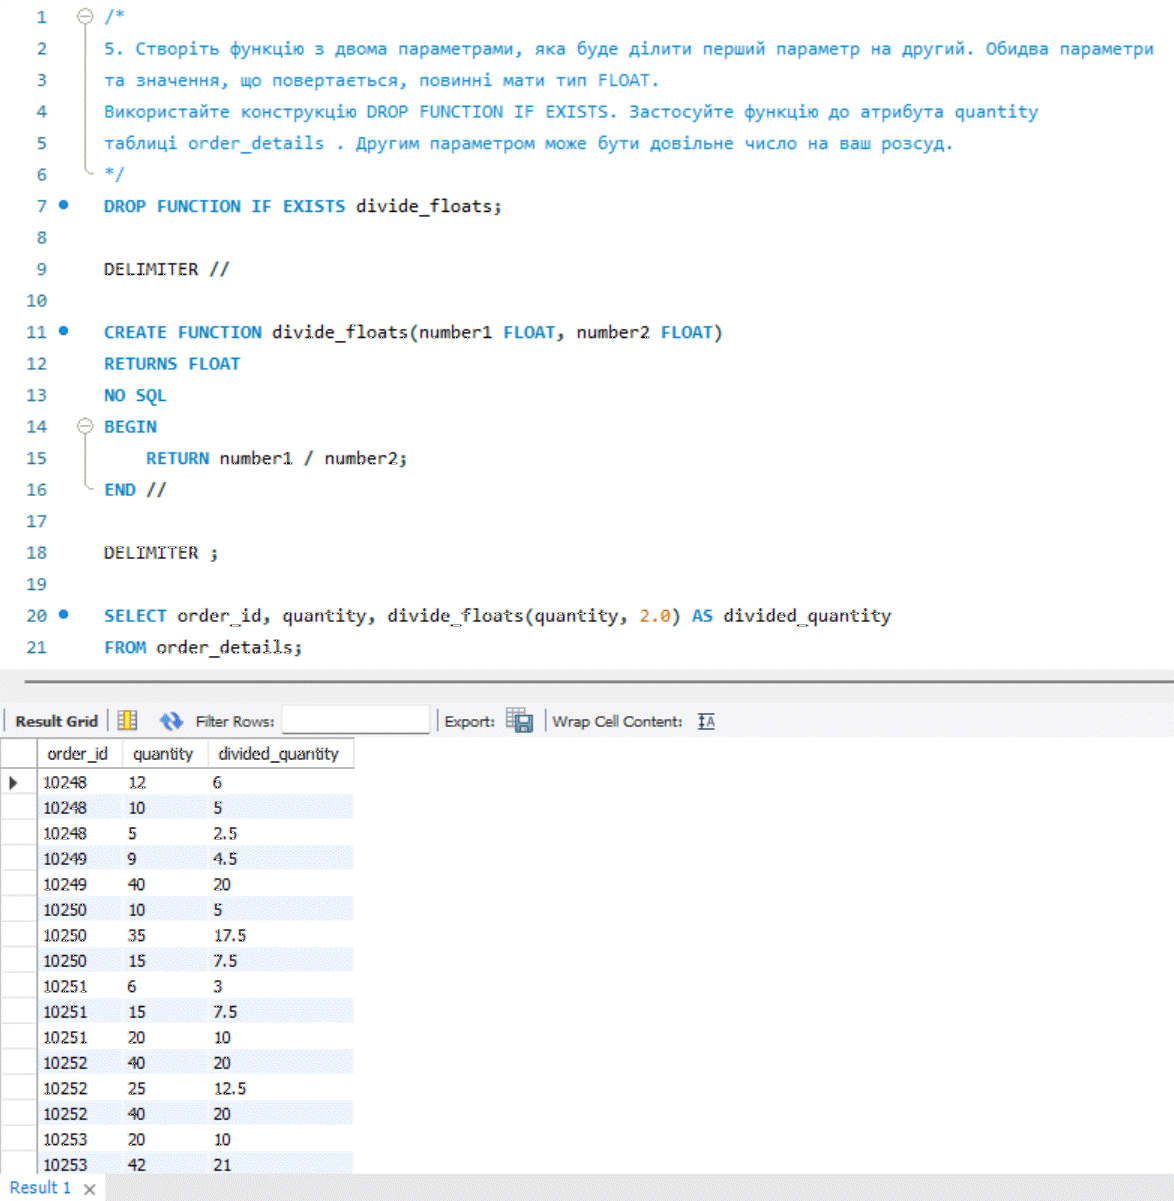 1 /*
2 5. Створіть функцію з двома параметрами, яка буде ділити перший параметр на другий. Обидва параметри
3 та значення, що повертається, повинні мати тип FLOAT.
4 Використайте конструкцію DROP FUNCTION IF EXISTS. Застосуйте функцію до атрибута quantity
5 таблиці order_details . Другим параметром може бути довільне число на ваш розсуд.
6 */
7 DROP FUNCTION IF EXISTS divide_floats;
8
9 DELIMITER //
10
11 CREATE FUNCTION divide_floats(number1 FLOAT, number2 FLOAT)
12 RETURNS FLOAT
13 NO SQL
14 BEGIN
15 RETURN number1 / number2;
16 END //
17
18 DELIMITER ;
19
20 SELECT order_id, quantity, divide_floats(quantity, 2.0) AS divided_quantity
21 FROM order_details;
Result Grid Filter Rows: Export: Wrap Cell Content: IA
order_id quantity divided_quantity
10248 12 6
10248 10 5
10248 5 2.5
10249 9 4.5
10249 40 20
10250 10 5
10250 35 17.5
10250 15 7.5
10251 6 3
10251 15 7.5
10251 20 10
10252 40 20
10252 25 12.5
10252 40 20
10253 20 10
10253 42 21
Result 1 ×